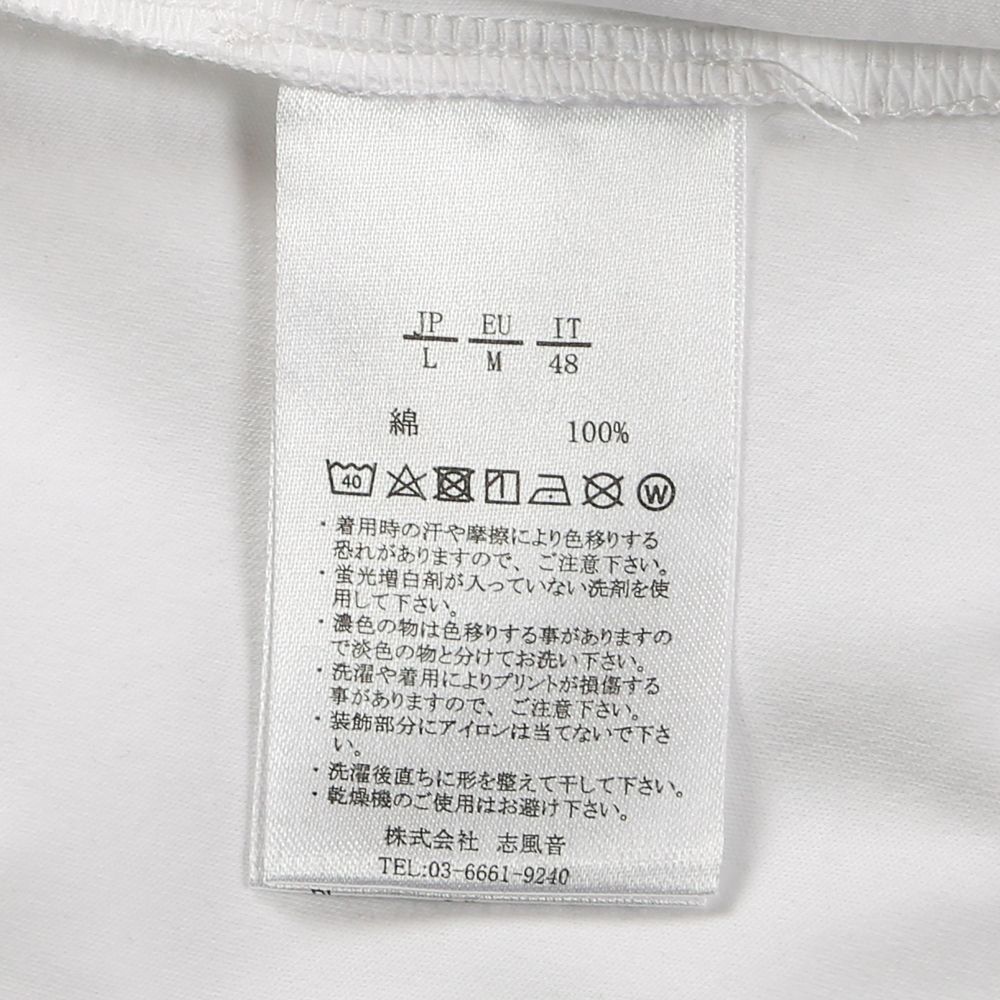 JP EU IT
L M 48
綿 100%
40 W
・着用時の汗や摩擦により色移りする
恐れがありますので、ご注意下さい。
・蛍光増白剤が入っていない洗剤を使
用して下さい。
・濃色の物は色移りする事がありますの
で淡色の物と分けてお洗い下さい。
・洗濯や着用によりプリントが損傷する
事がありますので、ご注意下さい。
・装飾部分にアイロンは当てないで下さ
い。
・洗濯後直ちに形を整えて干して下さい。
・乾燥機のご使用はお避け下さい。
株式会社 志風音
TEL:03-6661-9240